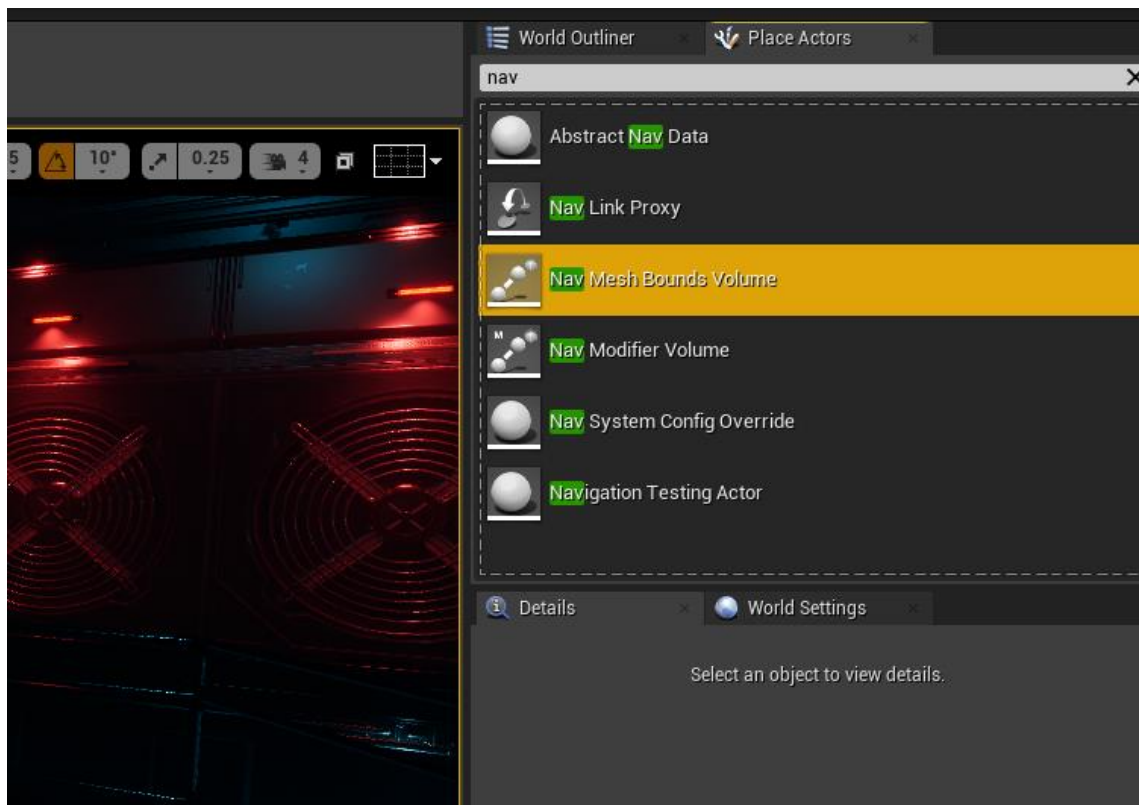 World Outliner
Place Actors
nav
5 10° 0.25 4
Abstract Nav Data
Nav Link Proxy
Nav Mesh Bounds Volume
M
Nav Modifier Volume
Nav System Config Override
Navigation Testing Actor
Details
World Settings
Select an object to view details.